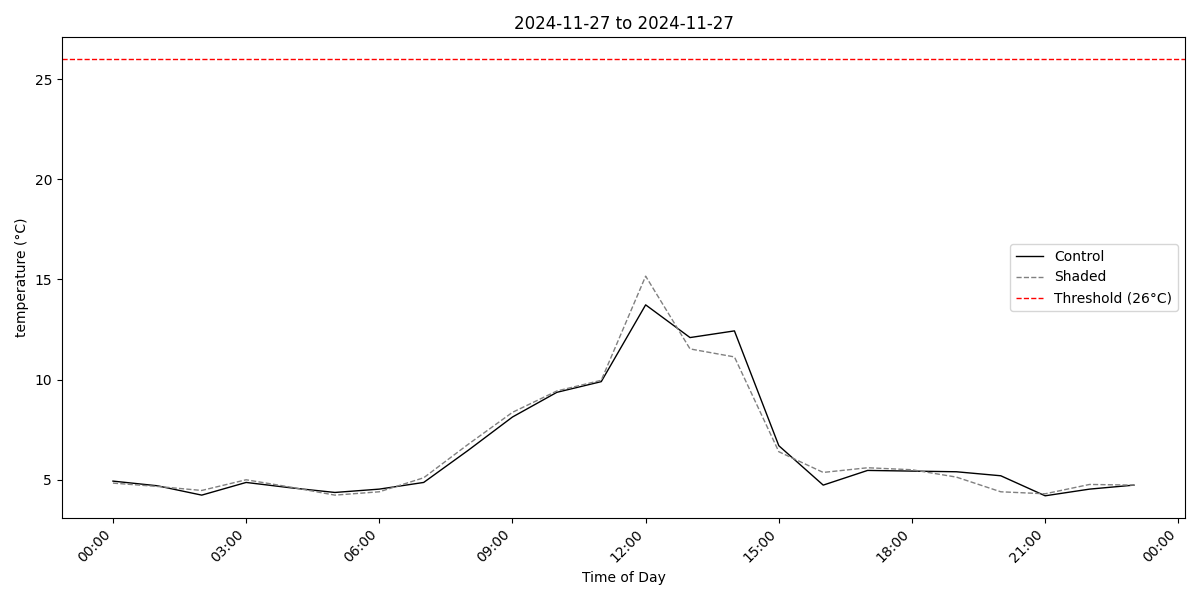 2024-11-27 to 2024-11-27
temperature (°C)
25
20
15
10
5
Control
Shaded
Threshold (26°C)
00:00
03:00
06:00
09:00
12:00
15:00
18:00
21:00
00:00
Time of Day